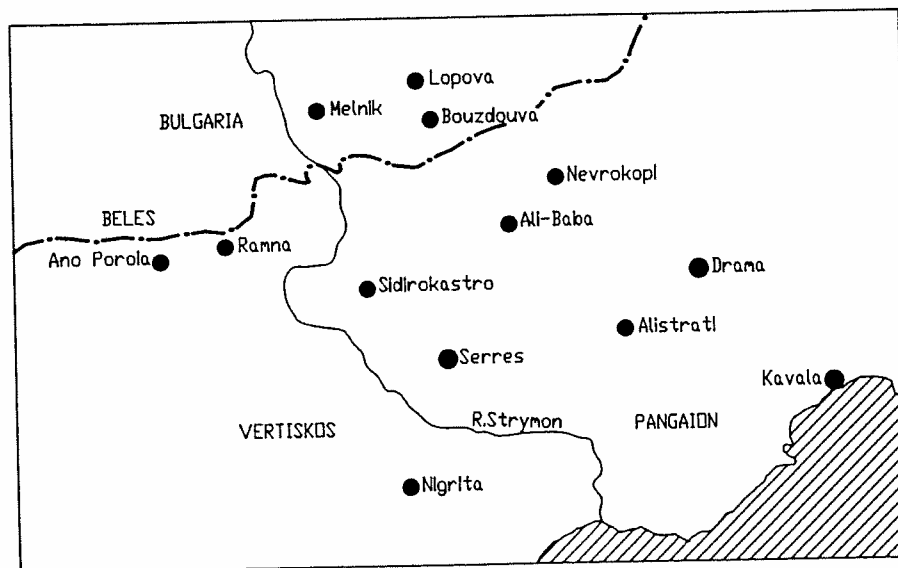 Lopova
Melnik
Bouzdouva
BULGARIA
Nevrokopi
BELES
Ali-Baba
Ramna
Ano Porola
Drama
Sidirokastro
Alistrati
Serres
Kavala
R.Strymon
VERTISKOS
PANGAION
Nigrita